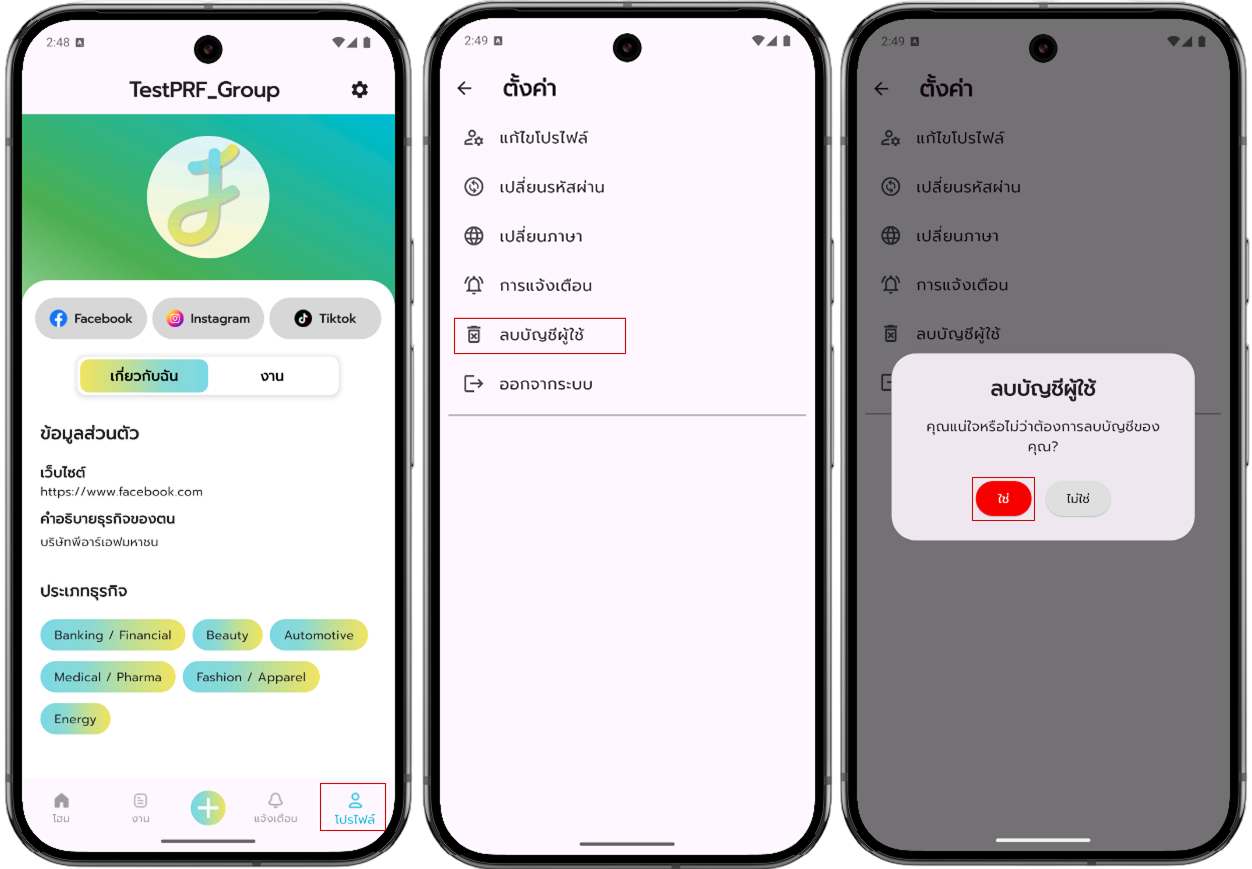 2:48
TestPRF_Group
Facebook
Instagram
Tiktok
เกี่ยวกับฉัน
งาน
ข้อมูลส่วนตัว
เว็บไซต์
https://www.facebook.com
คำอธิบายธุรกิจของตน
บริษัทพีอาร์เอฟมหาชน
ประเภทธุรกิจ
Banking / Financial
Beauty
Automotive
Medical / Pharma
Fashion / Apparel
Energy
โฮม
งาน
แจ้งเตือน
โปรไฟล์
2:49
ตั้งค่า
แก้ไขโปรไฟล์
เปลี่ยนรหัสผ่าน
เปลี่ยนภาษา
การแจ้งเตือน
ลบบัญชีผู้ใช้
ออกจากระบบ
2:49
ตั้งค่า
แก้ไขโปรไฟล์
เปลี่ยนรหัสผ่าน
เปลี่ยนภาษา
การแจ้งเตือน
ลบบัญชีผู้ใช้
ลบบัญชีผู้ใช้
คุณแน่ใจหรือไม่ว่าต้องการลบบัญชีของ
คุณ?
ใช่
ไม่ใช่